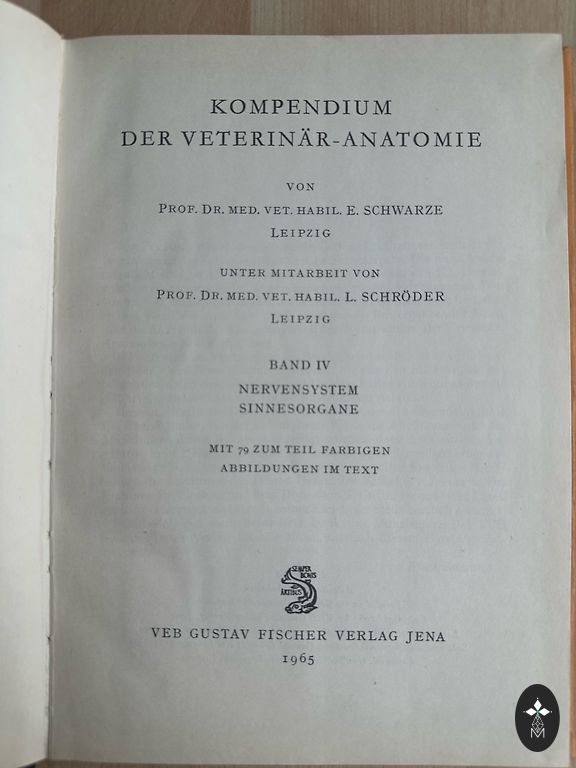 KOMPENDIUM
DER VETERINÄR-ANATOMIE
VON
PROF. DR. MED. VET. HABIL. E. SCHWARZE
LEIPZIG
UNTER MITARBEIT VON
PROF. DR. MED. VET. HABIL. L. SCHRÖDER
LEIPZIG
BAND IV
NERVENSYSTEM
SINNESORGANE
MIT 79 ZUM TEIL FARBIGEN
ABBILDUNGEN IM TEXT
SEMPER
BONIS
ARTIBUS
VEB GUSTAV FISCHER VERLAG JENA
1965
M